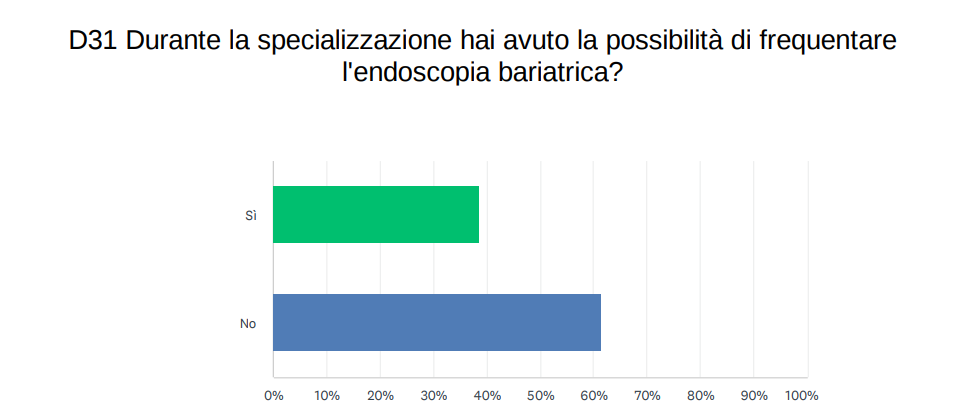 D31 Durante la specializzazione hai avuto la possibilità di frequentare
l'endoscopia bariatrica?
Sì
No
0% 10% 20% 30% 40% 50% 60% 70% 80% 90% 100%